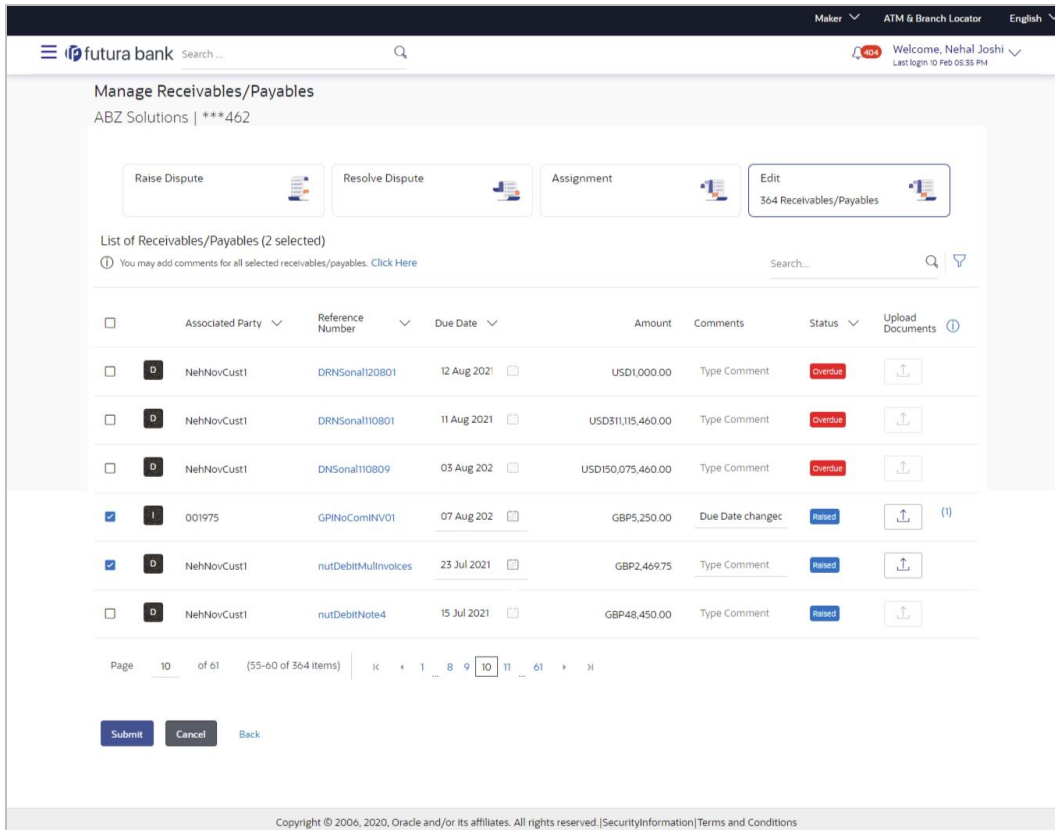 Maker ATM & Branch Locator English
futura bank Search ... 404 Welcome, Nehal Joshi
Last login 10 Feb 05:35 PM
Manage Receivables/Payables
ABZ Solutions | ***462
Raise Dispute Resolve Dispute Assignment Edit
364 Receivables/Payables
List of Receivables/Payables (2 selected)
You may add comments for all selected receivables/payables. Click Here Search...
Associated Party Reference Number Due Date Amount Comments Status Upload Documents
D NehNovCust1 DRNSonal120801 12 Aug 2021 USD1,000.00 Type Comment Overdue
D NehNovCust1 DRNSonal110801 11 Aug 2021 USD311,115,460.00 Type Comment Overdue
D NehNovCust1 DNSonal110809 03 Aug 202 USD150,075,460.00 Type Comment Overdue
I 001975 GPINoComINV01 07 Aug 202 GBP5,250.00 Due Date changec Raised (1)
D NehNovCust1 nutDebitMulInvoices 23 Jul 2021 GBP2,469.75 Type Comment Raised
D NehNovCust1 nutDebitNote4 15 Jul 2021 GBP48,450.00 Type Comment Raised
Page 10 of 61 (55-60 of 364 items) 1 ... 8 9 10 11 ... 61
Submit Cancel Back
Copyright © 2006, 2020, Oracle and/or its affiliates. All rights reserved.|SecurityInformation|Terms and Conditions